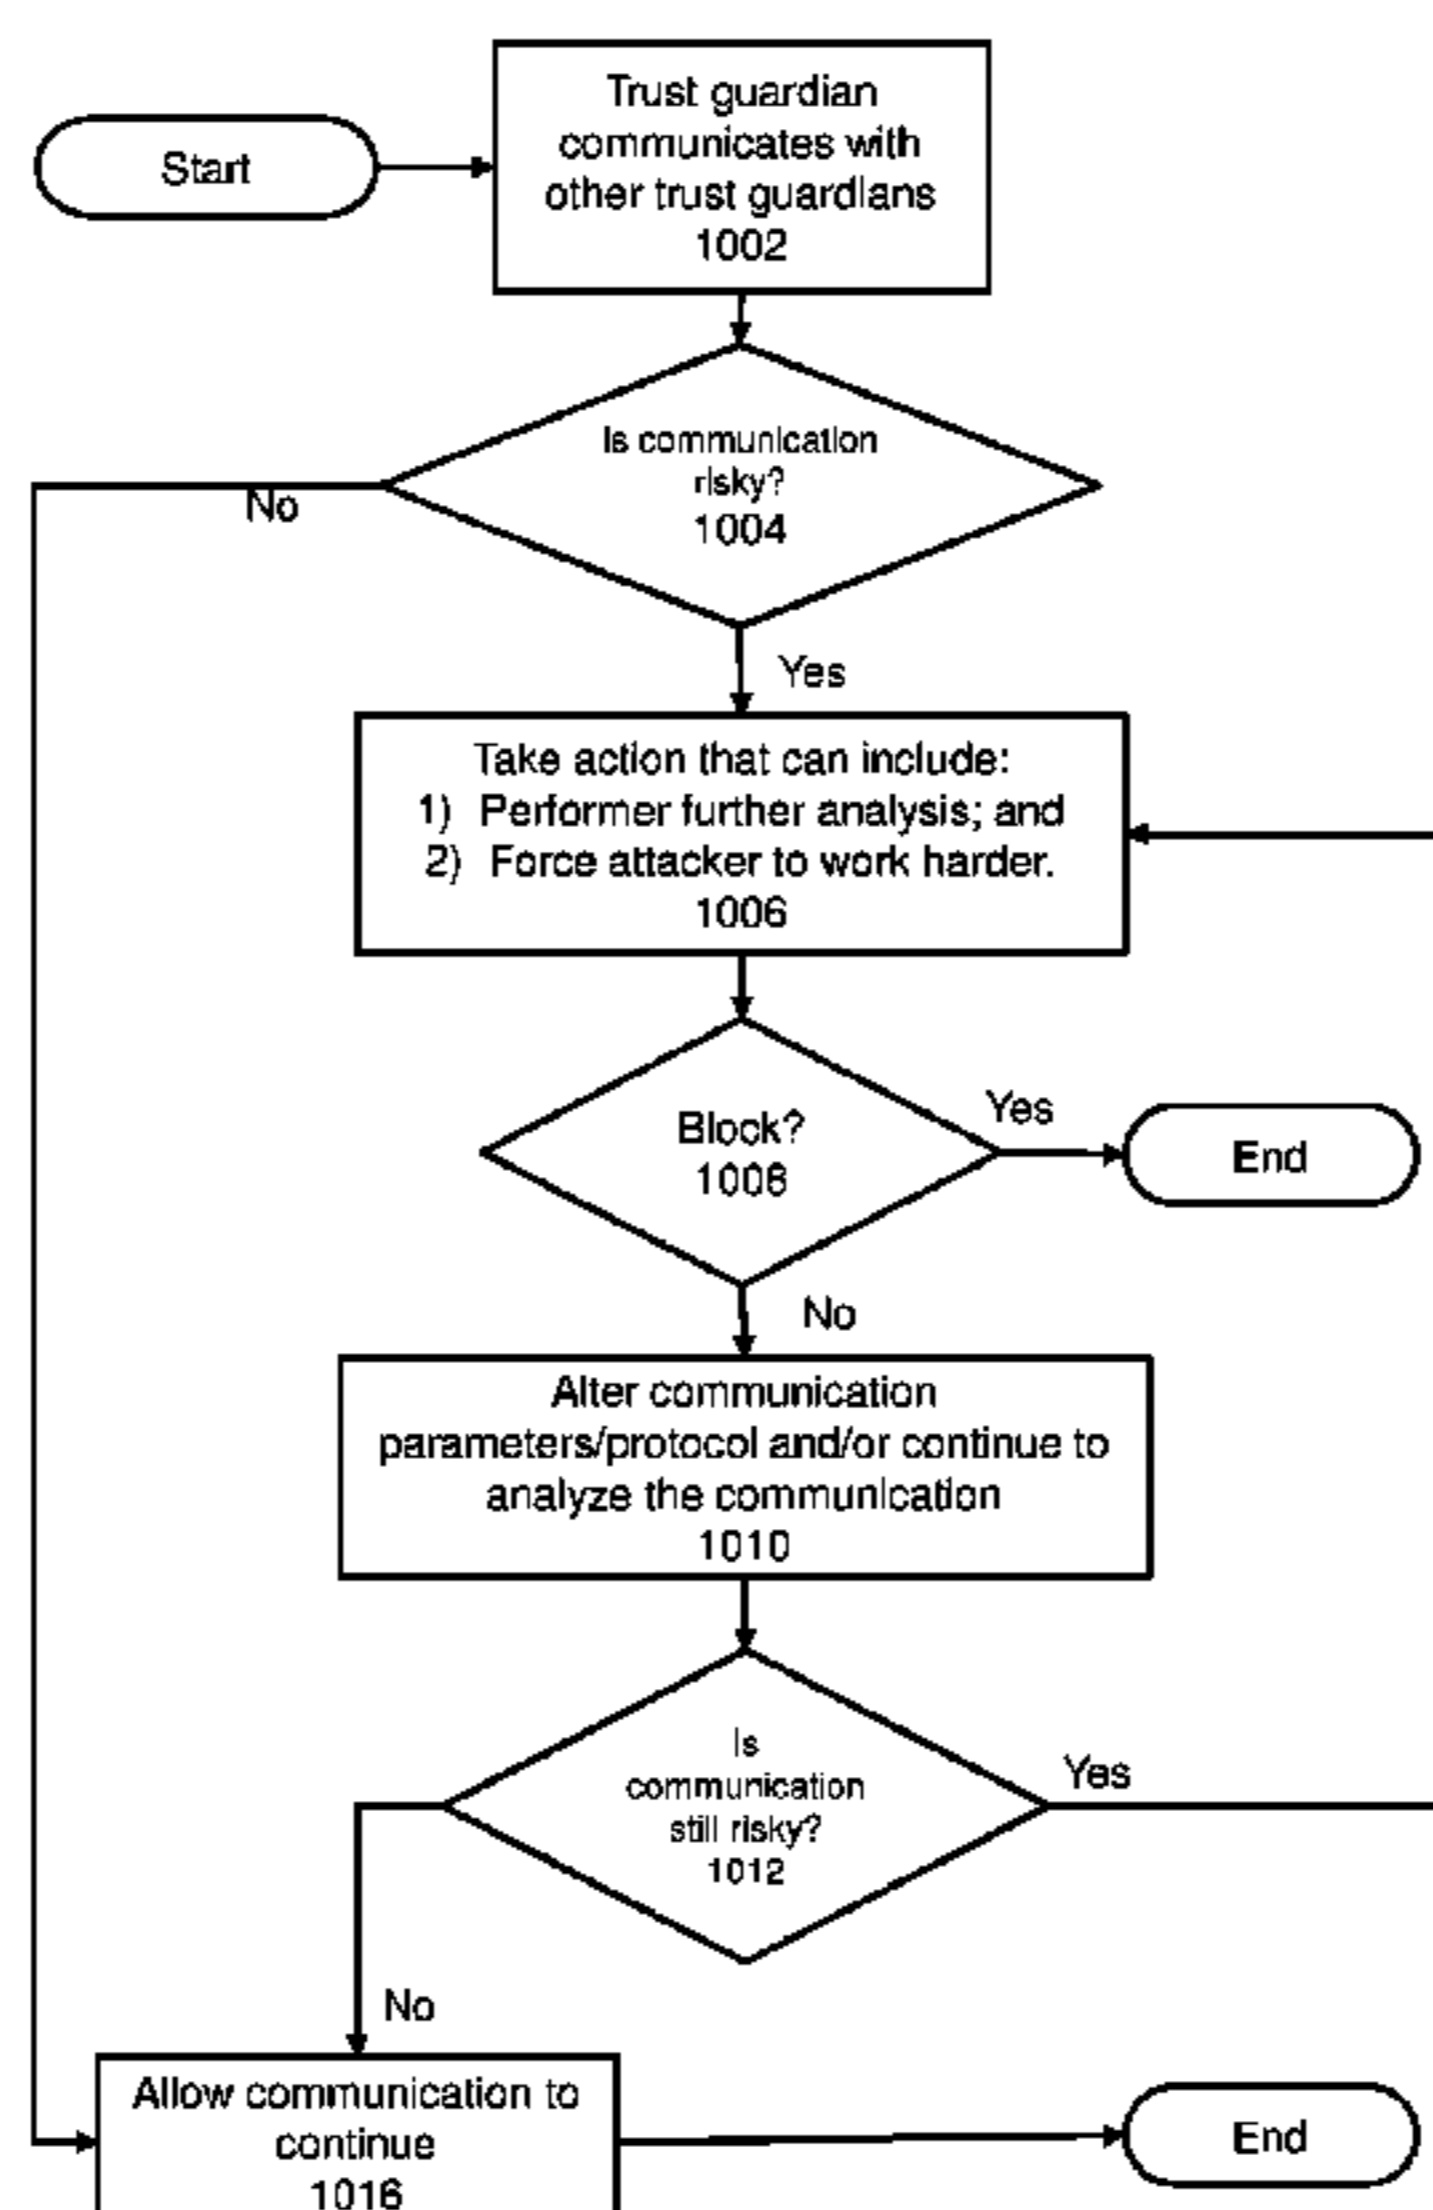 Start
Trust guardian
communicates with
other trust guardians
1002
Is communication
risky?
1004
No
Yes
Take action that can include:
1) Performer further analysis; and
2) Force attacker to work harder.
1006
Block?
1008
Yes
End
No
Alter communication
parameters/protocol and/or continue to
analyze the communication
1010
Is
communication
still risky?
1012
Yes
No
Allow communication to
continue
1016
End